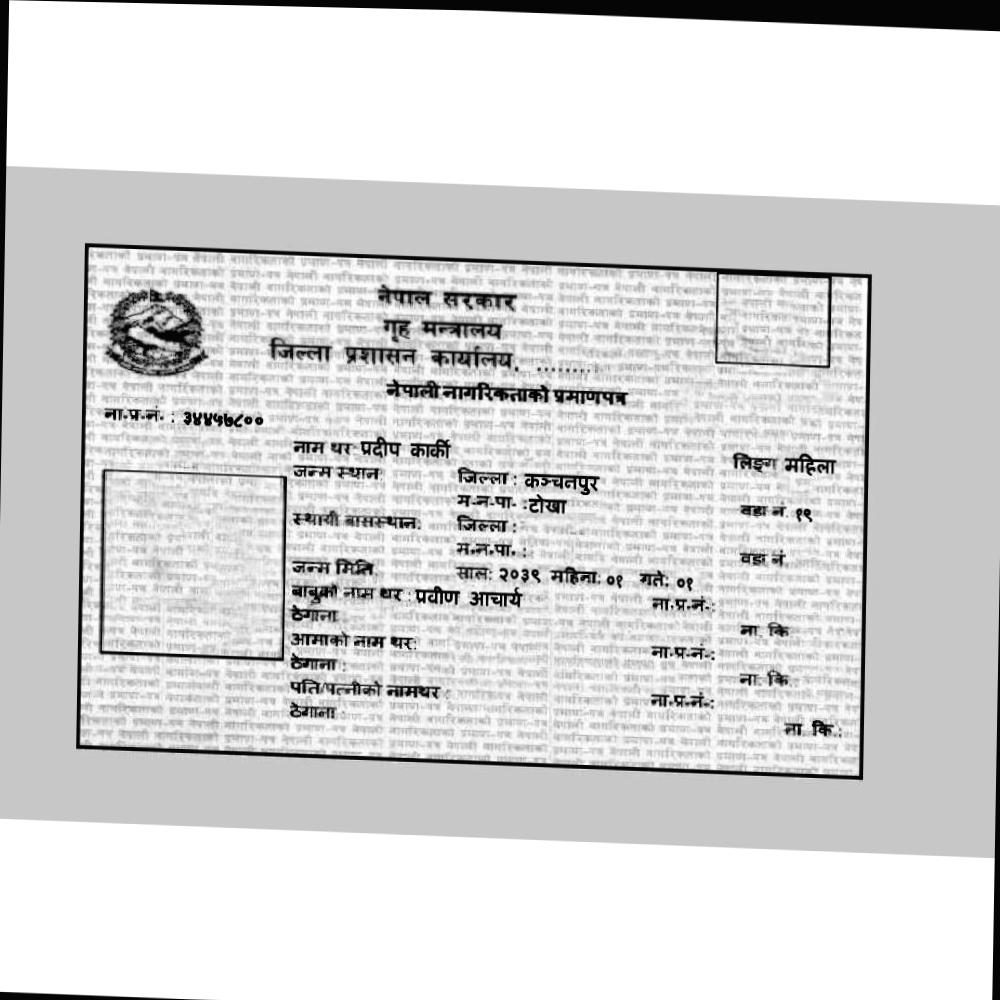 नेपाल सरकार
गृह मन्त्रालय
जिल्ला प्रशासन कार्यालय, .........
नेपाली नागरिकताको प्रमाणपत्र
ना.प्र.नं. : ३४४५७८००
नाम थर प्रदीप कार्की लिङ्ग महिला
जन्म स्थान: जिल्ला : कञ्चनपुर
म.न.पा. : टोखा वडा नं. १९
स्थायी बासस्थान: जिल्ला :
म.न.पा. : वडा नं.
जन्म मिति: साल: २०३९ महिना: ०१ गते: ०१
बाबुको नाम थर : प्रवीण आचार्य ना.प्र.नं.:
ठेगाना ना. कि
आमाको नाम थर: ना.प्र.नं.:
ठेगाना : ना. कि.:
पति/पत्नीको नामथर : ना.प्र.नं.:
ठेगाना : ना. कि :